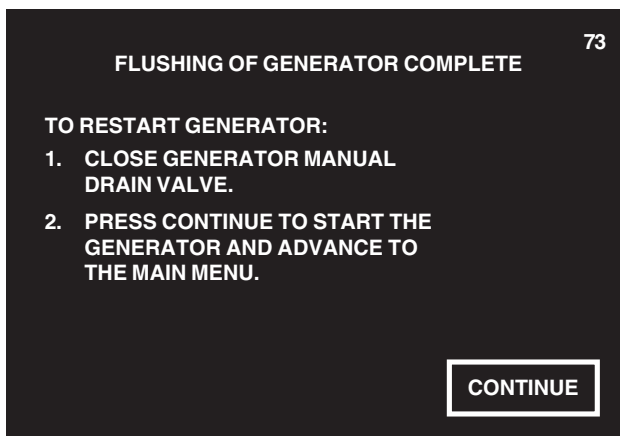 73
FLUSHING OF GENERATOR COMPLETE
TO RESTART GENERATOR:
1. CLOSE GENERATOR MANUAL
DRAIN VALVE.
2. PRESS CONTINUE TO START THE
GENERATOR AND ADVANCE TO
THE MAIN MENU.
CONTINUE